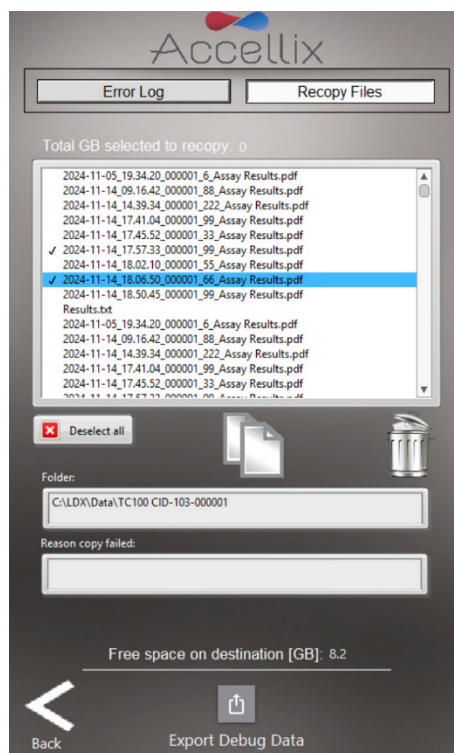 Accellix
Error Log
Recopy Files
Total GB selected to recopy: 0
2024-11-05_19.34.20_000001_6_Assay Results.pdf
2024-11-14_09.16.42_000001_88_Assay Results.pdf
2024-11-14_14.39.34_000001_222_Assay Results.pdf
2024-11-14_17.41.04_000001_99_Assay Results.pdf
2024-11-14_17.45.52_000001_33_Assay Results.pdf
✓ 2024-11-14_17.57.33_000001_99_Assay Results.pdf
2024-11-14_18.02.10_000001_55_Assay Results.pdf
✓ 2024-11-14_18.06.50_000001_66_Assay Results.pdf
2024-11-14_18.50.45_000001_99_Assay Results.pdf
Results.txt
2024-11-05_19.34.20_000001_6_Assay Results.pdf
2024-11-14_09.16.42_000001_88_Assay Results.pdf
2024-11-14_14.39.34_000001_222_Assay Results.pdf
2024-11-14_17.41.04_000001_99_Assay Results.pdf
2024-11-14_17.45.52_000001_33_Assay Results.pdf
Deselect all
Folder:
C:\LDX\Data\TC100 CID-103-000001
Reason copy failed:
Free space on destination [GB]: 8.2
Back
Export Debug Data